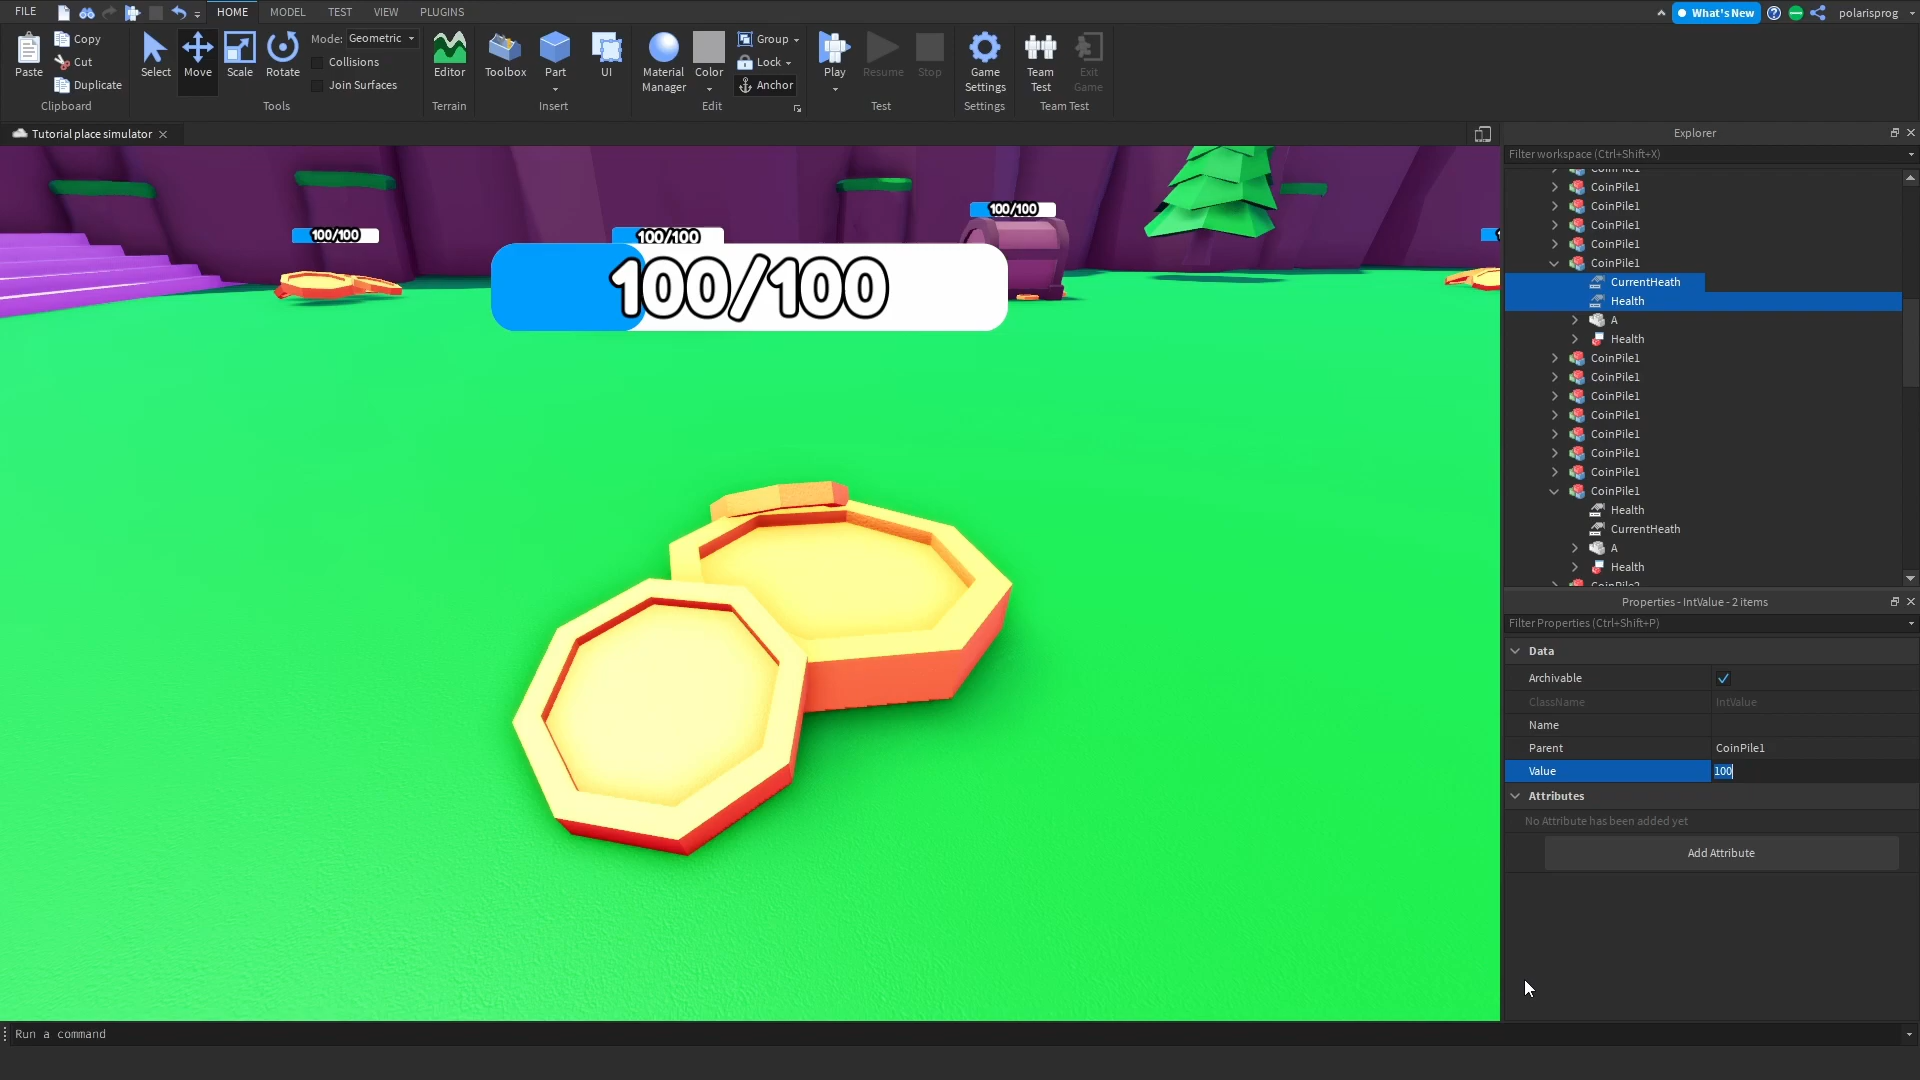 FILE HOME MODEL TEST VIEW PLUGINS What's New polarisprog
Paste Copy Cut Duplicate Clipboard
Select Move Scale Rotate Mode: Geometric Collisions Join Surfaces Tools
Editor Terrain
Toolbox Part UI Insert
Material Manager Color Group Lock Anchor Edit
Play Resume Stop Test
Game Settings Settings
Team Test Exit Game Team Test
Tutorial place simulator
100/100
100/100
100/100
100/100
Explorer
Filter workspace (Ctrl+Shift+X)
CoinPile1
CoinPile1
CoinPile1
CoinPile1
CoinPile1
CoinPile1
CurrentHeath
Health
A
Health
CoinPile1
CoinPile1
CoinPile1
CoinPile1
CoinPile1
CoinPile1
CoinPile1
CoinPile1
Health
CurrentHeath
A
Health
CoinPile2
Properties - IntValue - 2 items
Filter Properties (Ctrl+Shift+P)
Data
Archivable
ClassName IntValue
Name
Parent CoinPile1
Value 100
Attributes
No Attribute has been added yet
Add Attribute
Run a command